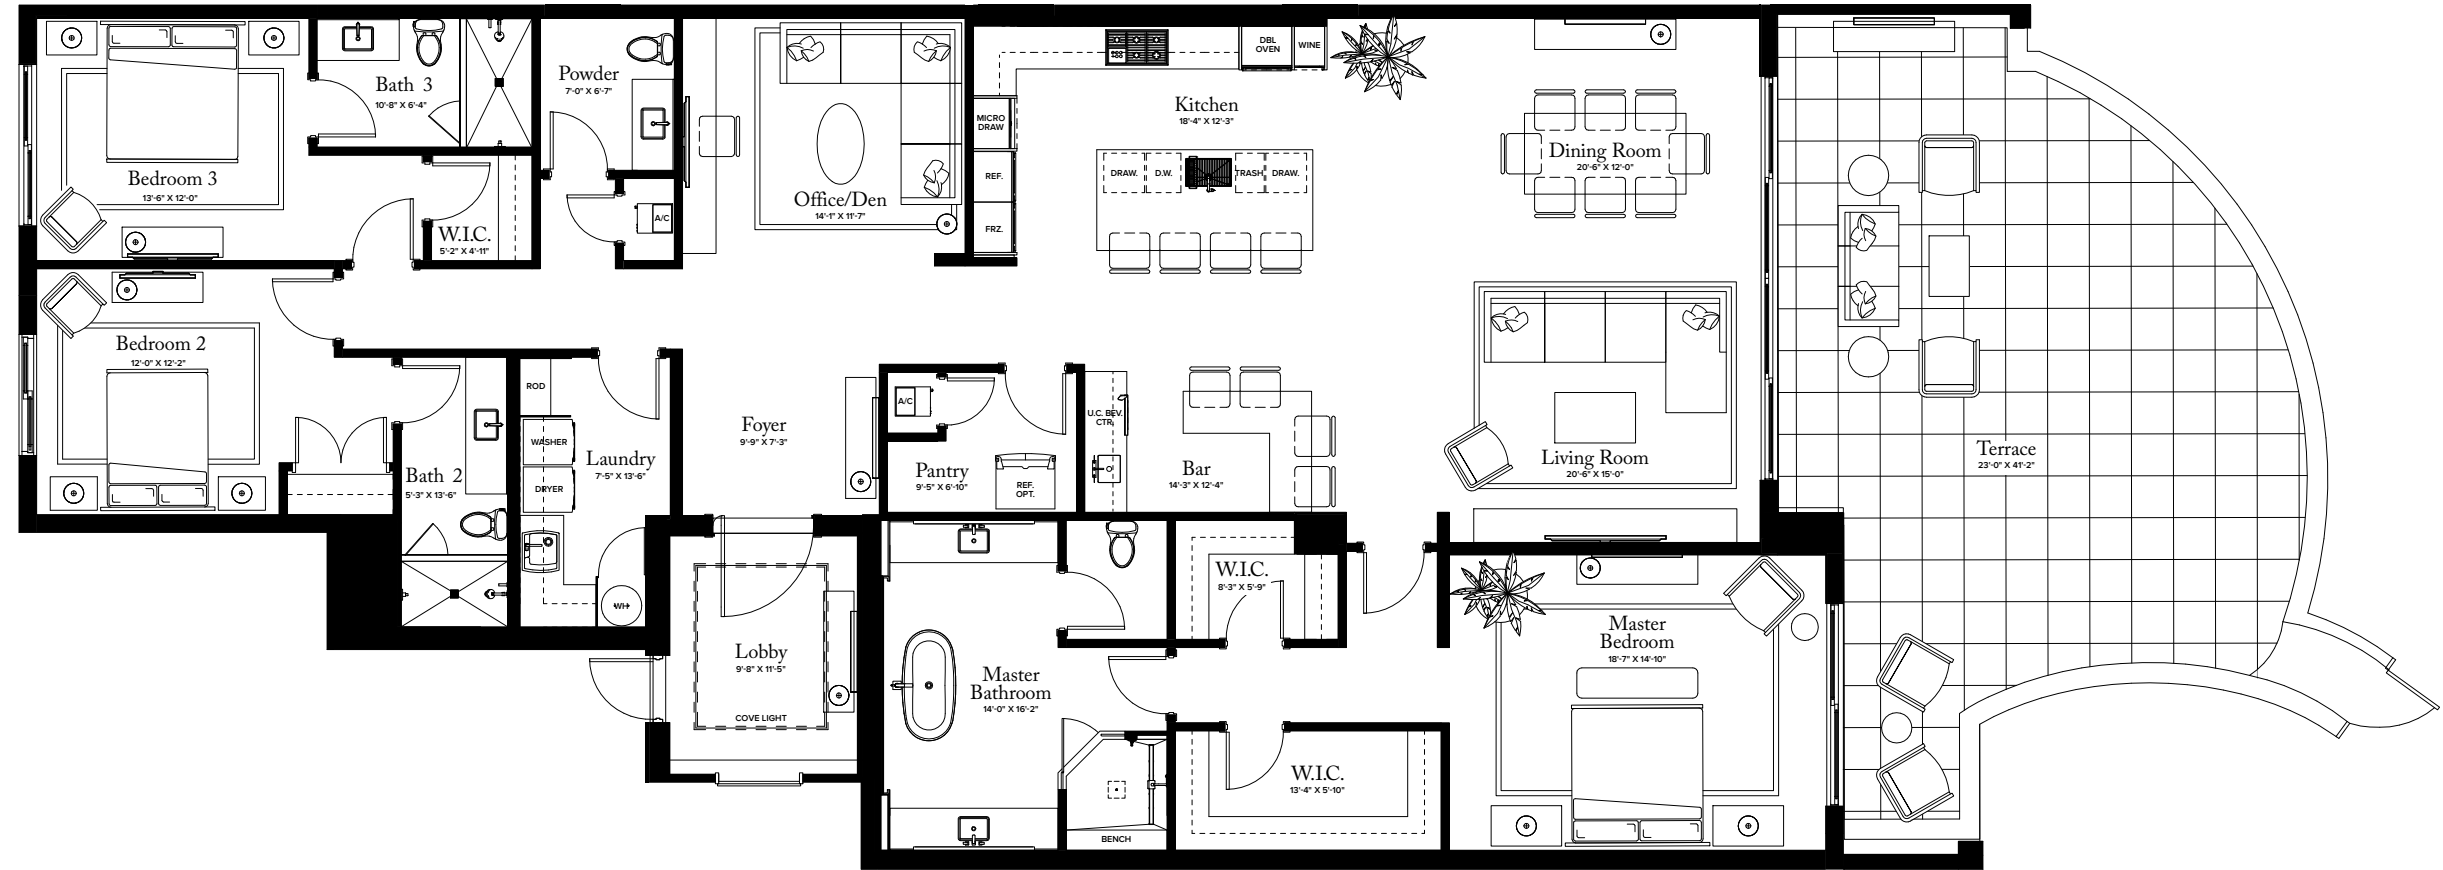 Bath 3
10'-8" X 6'-4"
Powder
7'-0" X 6'-7"
DBL
OVEN
WINE
Kitchen
18'-4" X 12'-3"
MICRO
DRAW
REF.
FRZ.
DRAW.
D.W.
TRASH
DRAW.
Dining Room
20'-6" X 12'-0"
Bedroom 3
13'-6" X 12'-0"
W.I.C.
5'-2" X 4'-11"
A/C
Office/Den
14'-1" X 11'-7"
Bedroom 2
12'-0" X 12'-2"
ROD
WASHER
DRYER
Laundry
7'-5" X 13'-6"
Bath 2
5'-3" X 13'-6"
WH
Foyer
9'-9" X 7'-3"
A/C
Pantry
9'-5" X 6'-10"
REF.
OPT.
U.C. BEV.
CTR.
Bar
14'-3" X 12'-4"
Living Room
20'-6" X 15'-0"
Terrace
23'-0" X 41'-2"
Lobby
9'-8" X 11'-5"
COVE LIGHT
Master
Bathroom
14'-0" X 16'-2"
BENCH
W.I.C.
8'-3" X 5'-9"
W.I.C.
13'-4" X 5'-10"
Master
Bedroom
18'-7" X 14'-10"